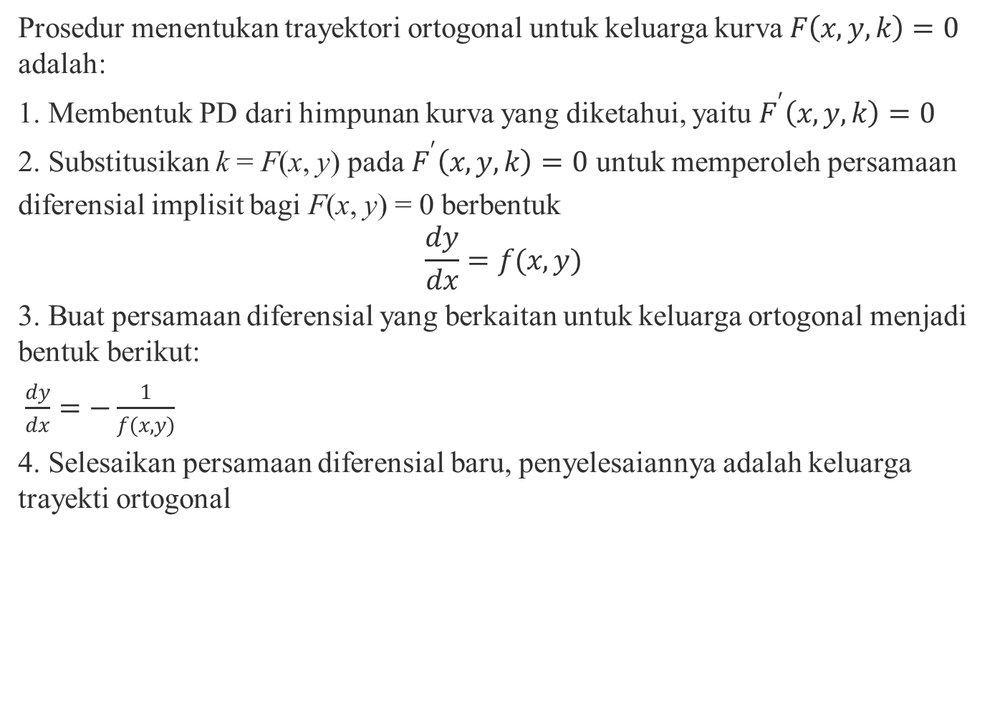 Prosedur menentukan trayektori ortogonal untuk keluarga kurva F(x, y, k) = 0
adalah:
1. Membentuk PD dari himpunan kurva yang diketahui, yaitu F′(x, y, k) = 0
2. Substitusikan k = F(x, y) pada F′(x, y, k) = 0 untuk memperoleh persamaan
diferensial implisit bagi F(x, y) = 0 berbentuk
dy/dx = f(x, y)
3. Buat persamaan diferensial yang berkaitan untuk keluarga ortogonal menjadi
bentuk berikut:
dy/dx = − 1/f(x,y)
4. Selesaikan persamaan diferensial baru, penyelesaiannya adalah keluarga
trayekti ortogonal